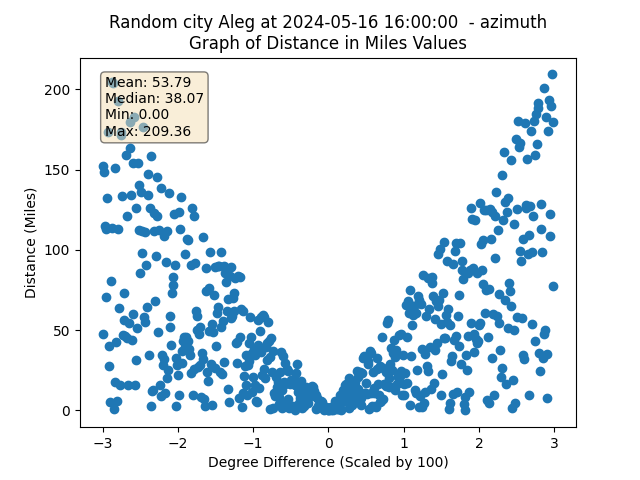 Random city Aleg at 2024-05-16 16:00:00  - azimuth
Graph of Distance in Miles Values
Mean: 53.79
Median: 38.07
Min: 0.00
Max: 209.36
Distance (Miles)
200
150
100
50
0
−3 −2 −1 0 1 2 3
Degree Difference (Scaled by 100)